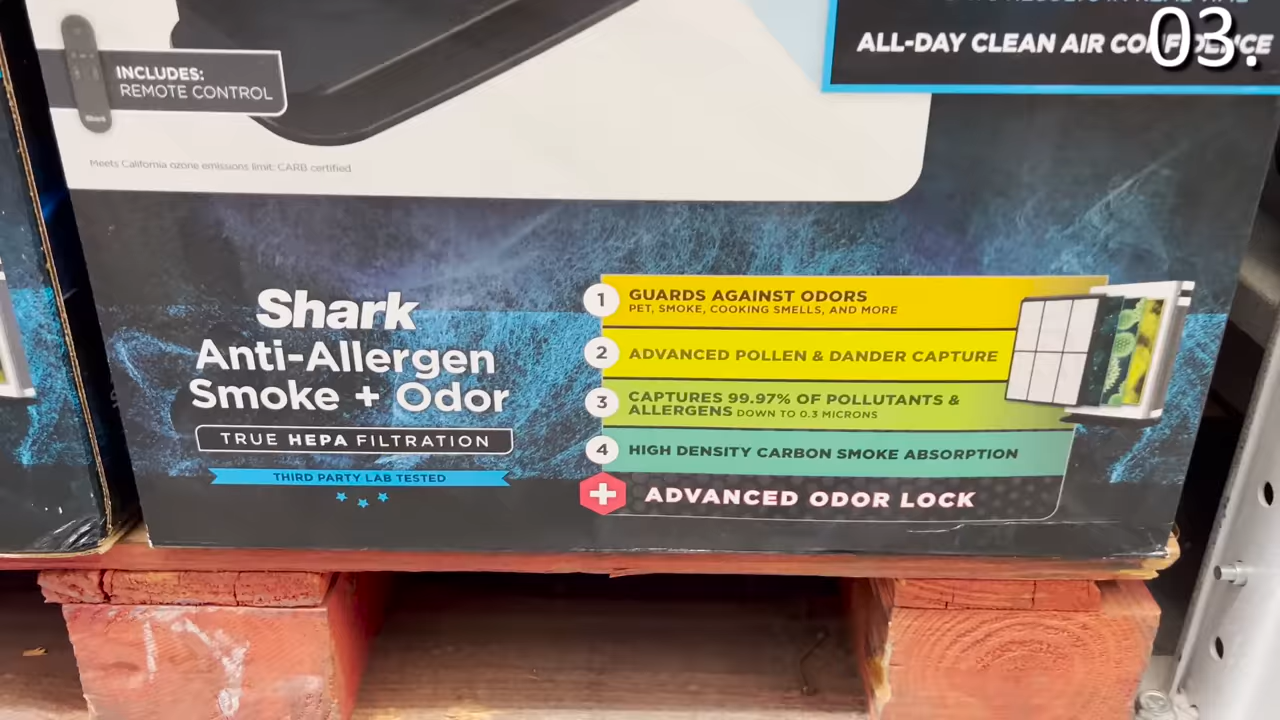 03.
ALL-DAY CLEAN AIR CONFIDENCE
INCLUDES:
REMOTE CONTROL
Shark
Meets California ozone emissions limit: CARB certified
Shark
Anti-Allergen
Smoke + Odor
TRUE HEPA FILTRATION
THIRD PARTY LAB TESTED
1 GUARDS AGAINST ODORS
PET, SMOKE, COOKING SMELLS, AND MORE
2 ADVANCED POLLEN & DANDER CAPTURE
3 CAPTURES 99.97% OF POLLUTANTS &
ALLERGENS DOWN TO 0.3 MICRONS
4 HIGH DENSITY CARBON SMOKE ABSORPTION
+ ADVANCED ODOR LOCK